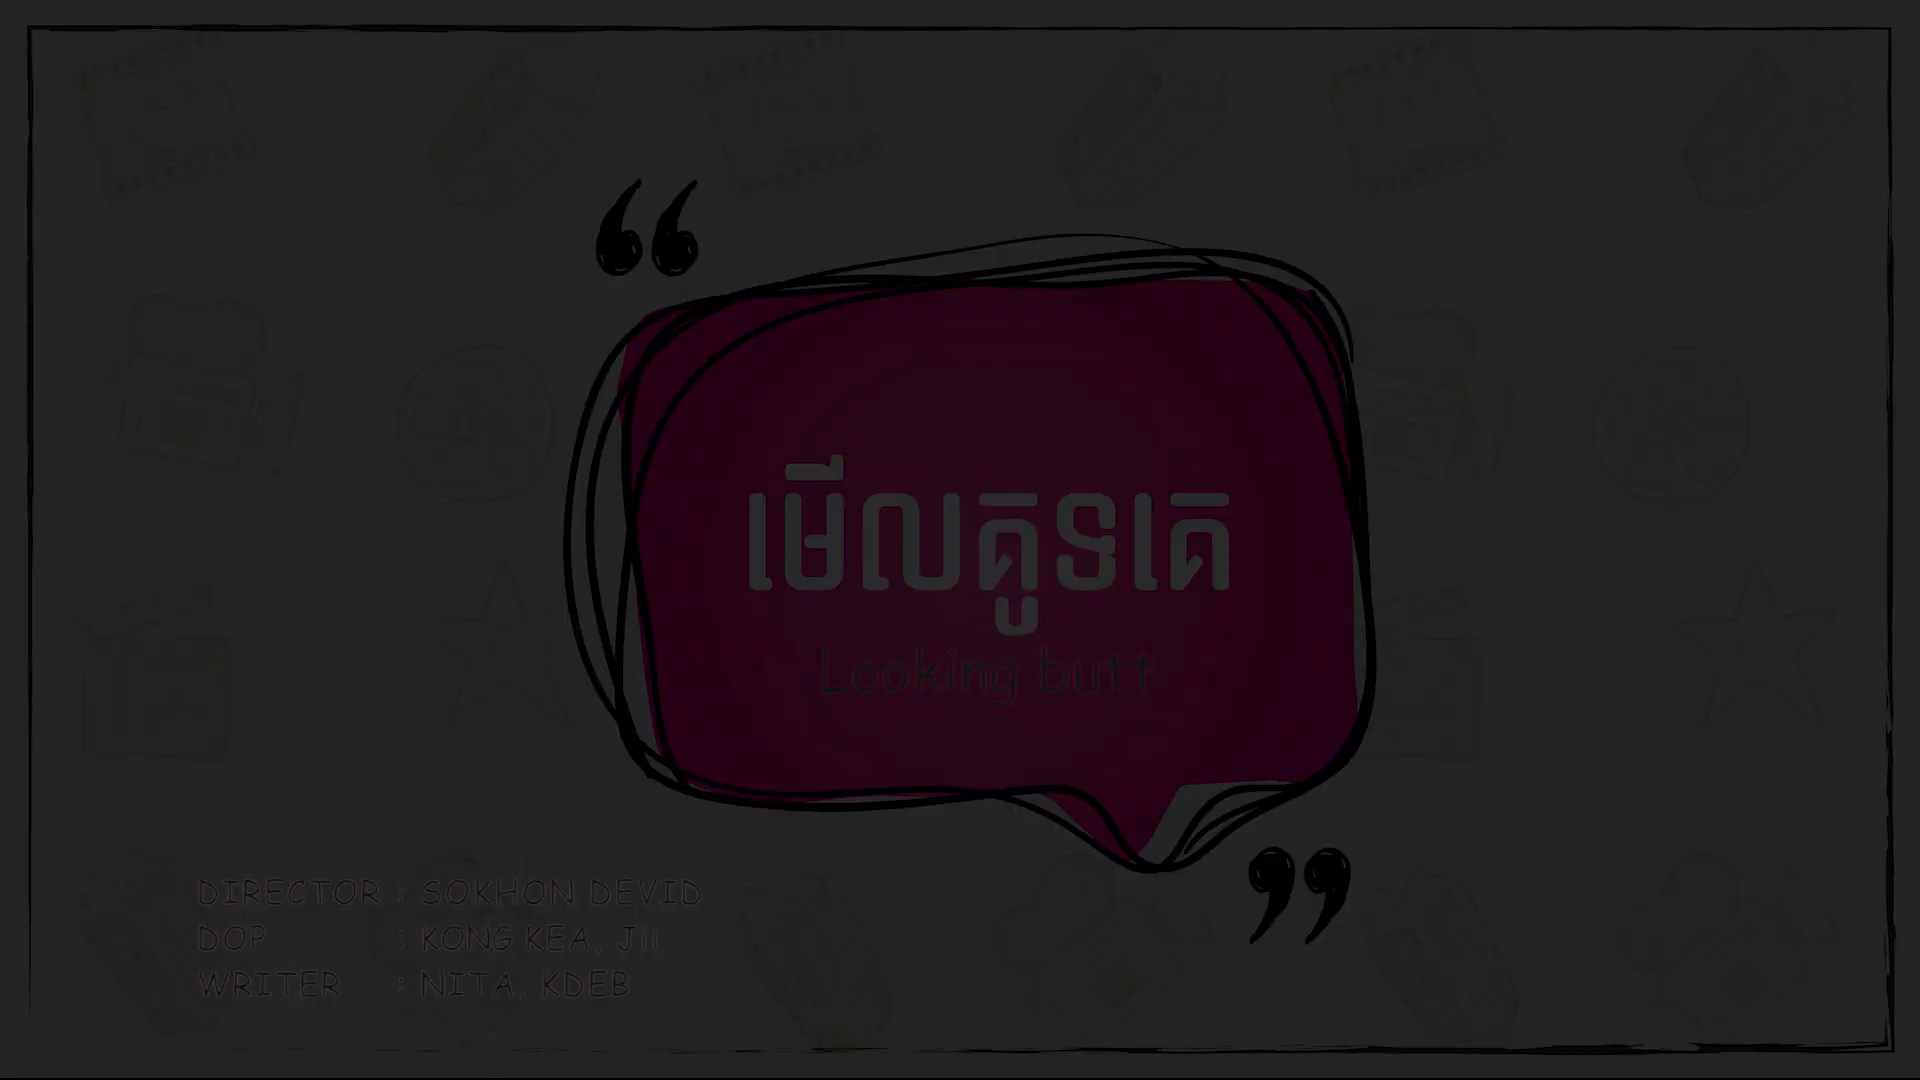 មើលគូទគេ
Looking butt
DIRECTOR : SOKHON DEVID
DOP : KONG KEA, Jii
WRITER : NITA, KDEB